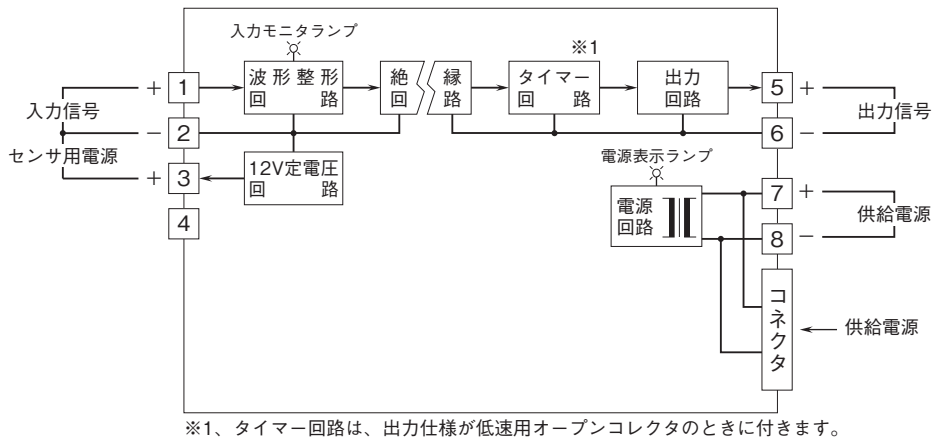 入力モニタランプ
※1
波形整形
回路
絶縁
回路
タイマー
回路
出力
回路
+ 1
5 +
入力信号
出力信号
− 2
6 −
センサ用電源
+ 3
12V定電圧
回路
4
電源表示ランプ
電源
回路
7 +
供給電源
8 −
コネクタ
供給電源
※1、タイマー回路は、出力仕様が低速用オープンコレクタのときに付きます。